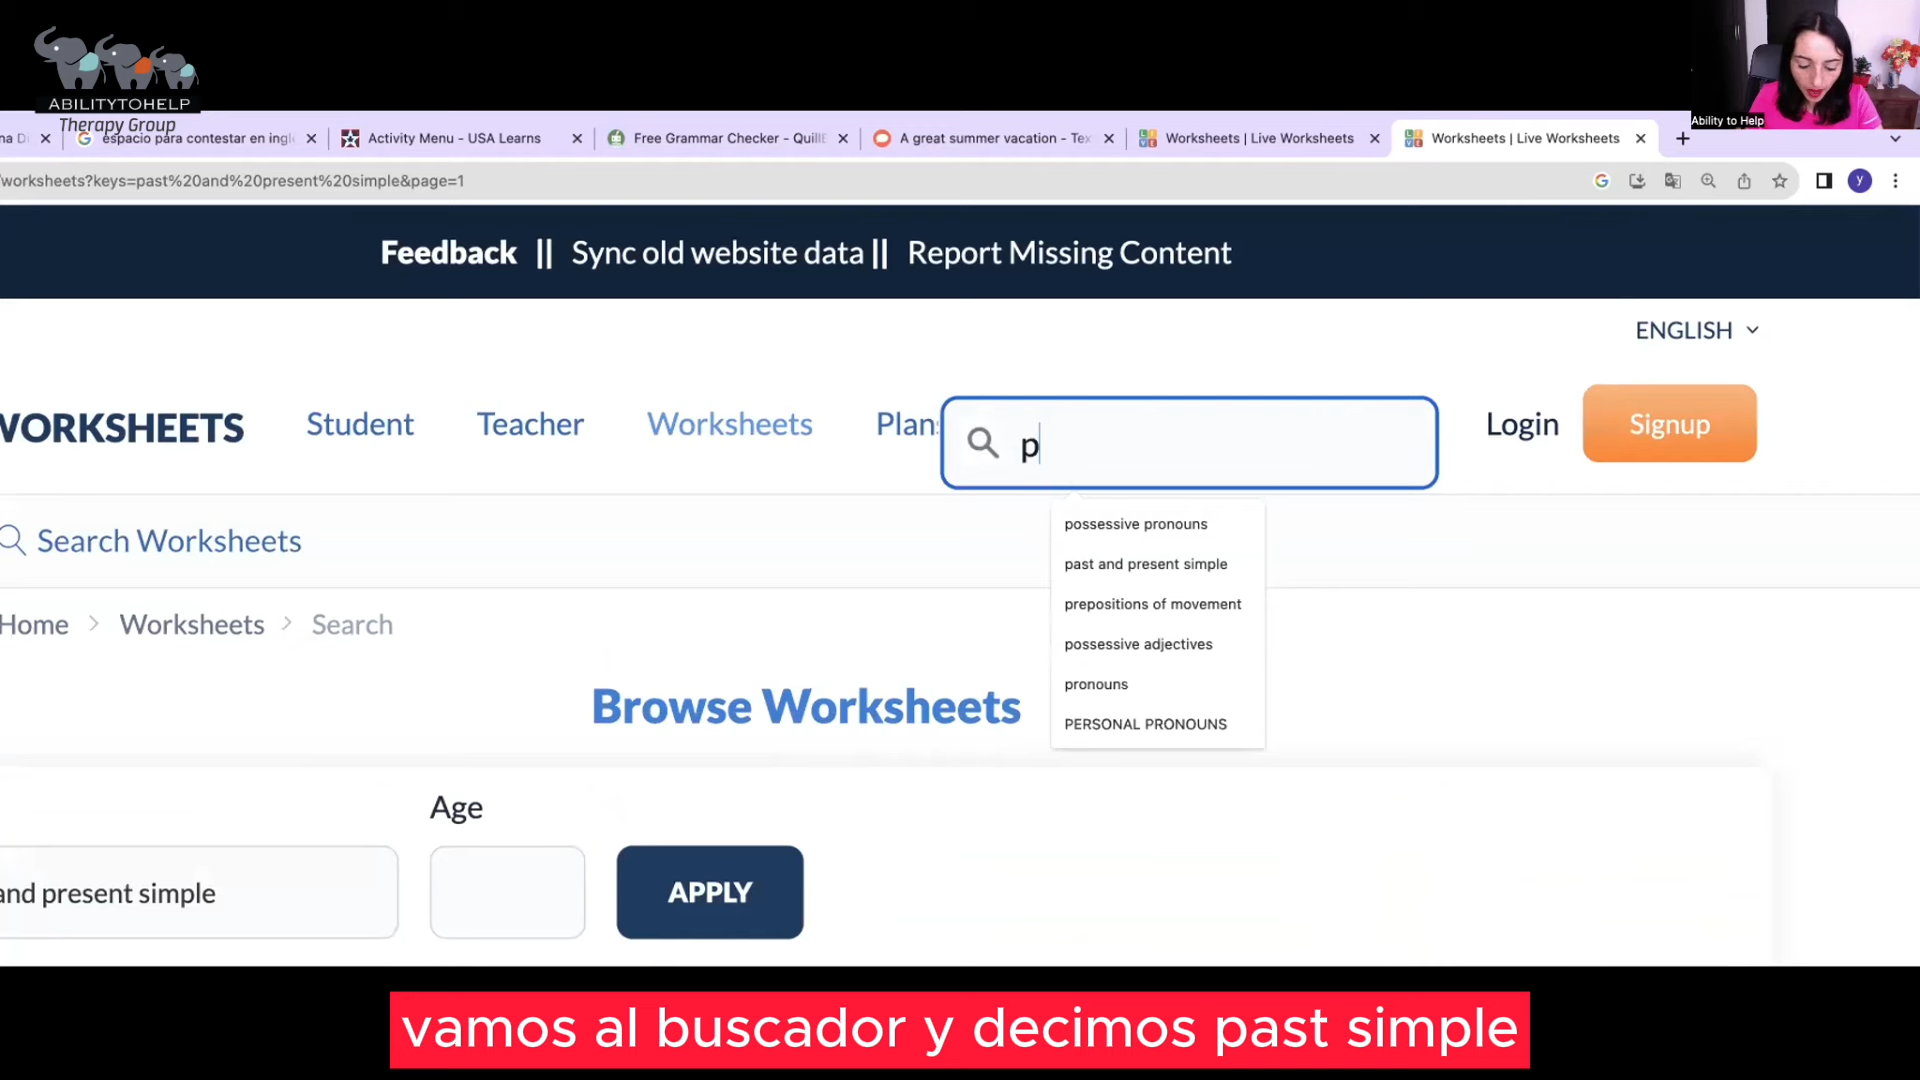 ABILITYTOHELP
Therapy Group
Ability to Help
na D
espacio para contestar en ingl
Activity Menu - USA Learns
Free Grammar Checker - Quill
A great summer vacation - Tex
Worksheets | Live Worksheets
Worksheets | Live Worksheets
/worksheets?keys=past%20and%20present%20simple&page=1
y
Feedback || Sync old website data || Report Missing Content
ENGLISH
WORKSHEETS
Student
Teacher
Worksheets
Plan
p
Login
Signup
possessive pronouns
past and present simple
prepositions of movement
possessive adjectives
pronouns
PERSONAL PRONOUNS
Search Worksheets
Home > Worksheets > Search
Browse Worksheets
Age
and present simple
APPLY
vamos al buscador y decimos past simple